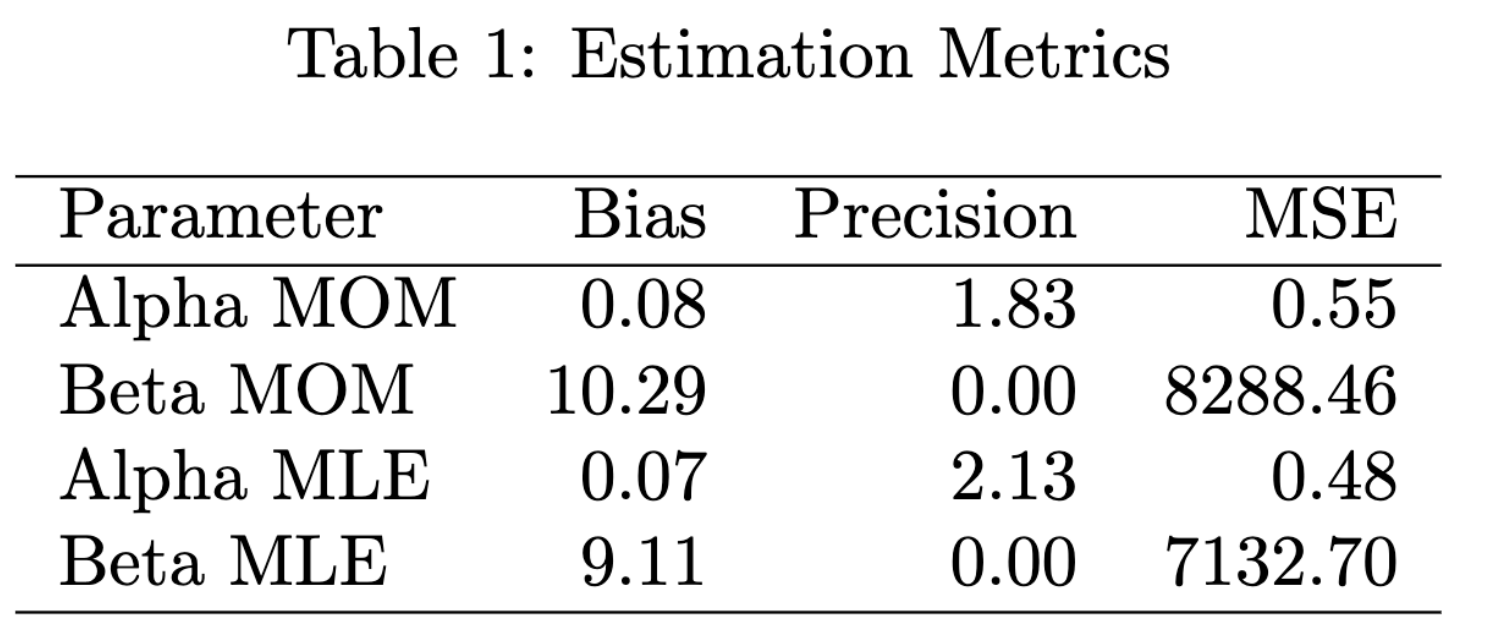 Table 1: Estimation Metrics
Parameter Bias Precision MSE
Alpha MOM 0.08 1.83 0.55
Beta MOM 10.29 0.00 8288.46
Alpha MLE 0.07 2.13 0.48
Beta MLE 9.11 0.00 7132.70